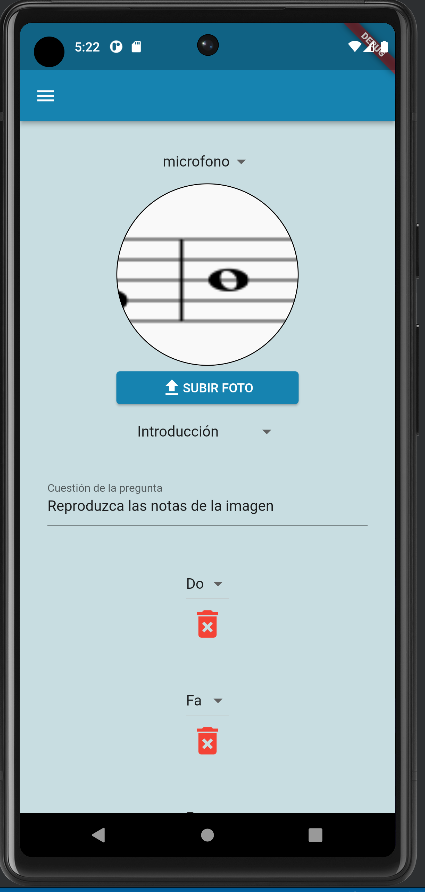 5:22
DEBUG
microfono
SUBIR FOTO
Introducción
Cuestión de la pregunta
Reproduzca las notas de la imagen
Do
Fa